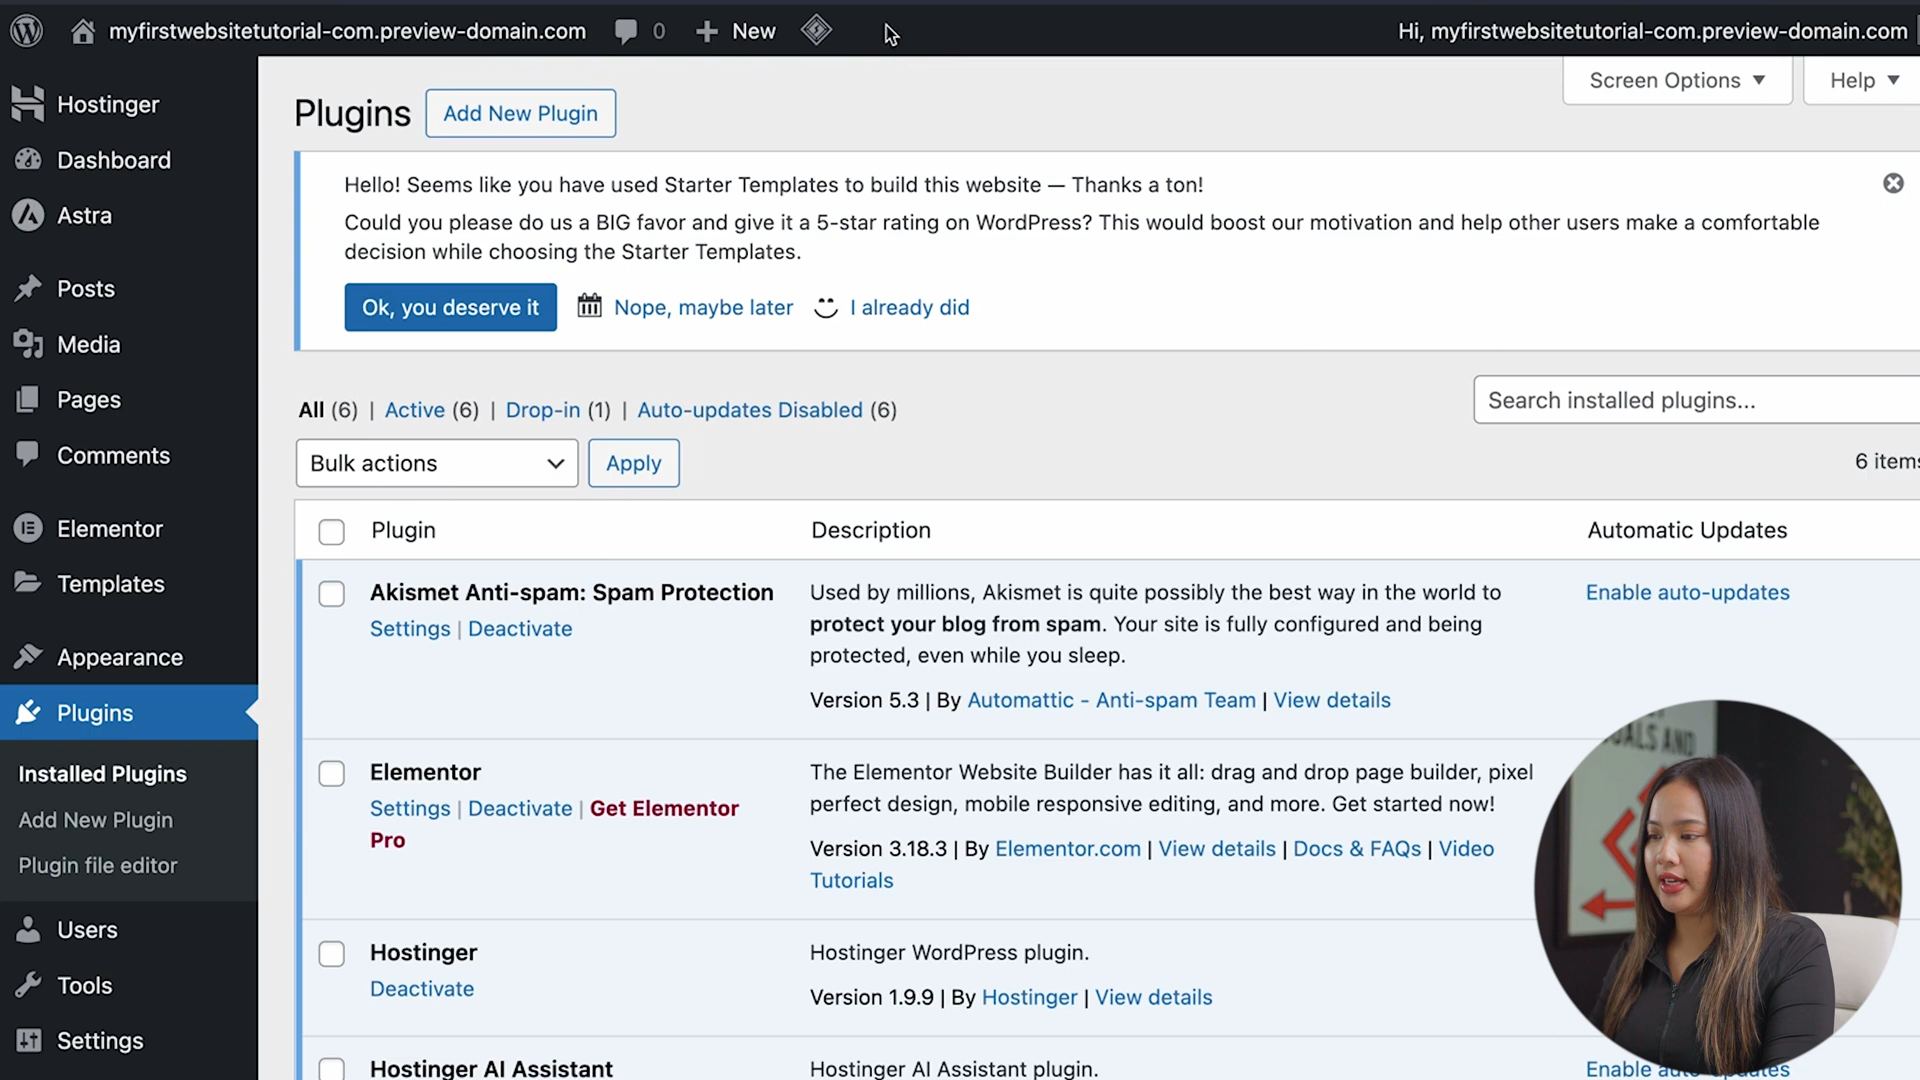 myfirstwebsitetutorial-com.preview-domain.com 0 New Hi, myfirstwebsitetutorial-com.preview-domain.com
Screen Options Help
Hostinger
Dashboard
Astra
Posts
Media
Pages
Comments
Elementor
Templates
Appearance
Plugins
Installed Plugins
Add New Plugin
Plugin file editor
Users
Tools
Settings
Plugins Add New Plugin
Hello! Seems like you have used Starter Templates to build this website — Thanks a ton!
Could you please do us a BIG favor and give it a 5-star rating on WordPress? This would boost our motivation and help other users make a comfortable
decision while choosing the Starter Templates.
Ok, you deserve it Nope, maybe later I already did
All (6) | Active (6) | Drop-in (1) | Auto-updates Disabled (6)
Search installed plugins...
Bulk actions Apply
6 items
Plugin Description Automatic Updates
Akismet Anti-spam: Spam Protection
Settings | Deactivate
Used by millions, Akismet is quite possibly the best way in the world to
protect your blog from spam. Your site is fully configured and being
protected, even while you sleep.
Version 5.3 | By Automattic - Anti-spam Team | View details
Enable auto-updates
Elementor
Settings | Deactivate | Get Elementor
Pro
The Elementor Website Builder has it all: drag and drop page builder, pixel
perfect design, mobile responsive editing, and more. Get started now!
Version 3.18.3 | By Elementor.com | View details | Docs & FAQs | Video
Tutorials
Hostinger
Deactivate
Hostinger WordPress plugin.
Version 1.9.9 | By Hostinger | View details
Hostinger AI Assistant
Hostinger AI Assistant plugin.
Enable auto-updates
AND